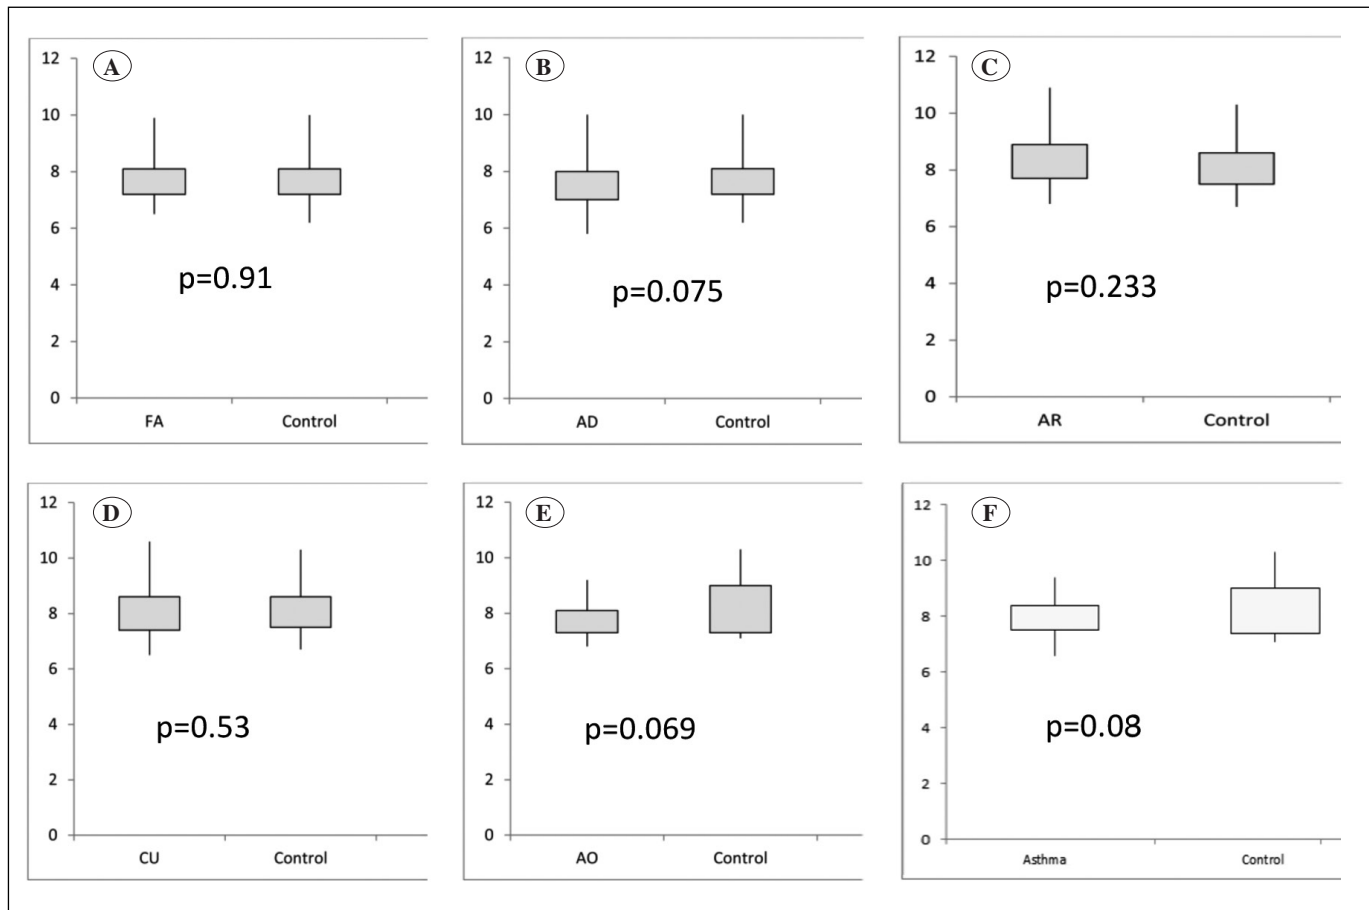 A
12
10
8
6
4
2
0
p=0.91
FA Control
B
12
10
8
6
4
2
0
p=0.075
AD Control
C
12
10
8
6
4
2
0
p=0.233
AR Control
D
12
10
8
6
4
2
0
p=0.53
CU Control
E
12
10
8
6
4
2
0
p=0.069
AO Control
F
12
10
8
6
4
2
0
p=0.08
Asthma Control